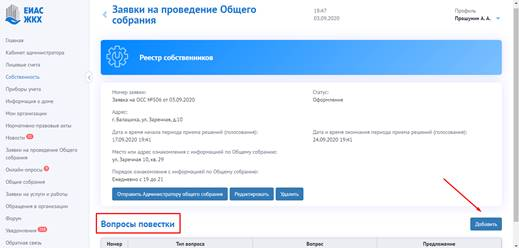 ЕИАС
ЖКХ
Главная
Кабинет администратора
Лицевые счета
Собственность
Приборы учета
Информация о доме
Мои организации
Нормативно-правовые акты
Новости
Заявки на проведение Общего собрания
Онлайн-опросы
Общие собрания
Заявки на услуги и работы
Обращения в организации
Форум
Уведомления
Обратная связь
Заявки на проведение Общего
собрания
19:47
03.09.2020
Профиль
Прашукин А. А.
Реестр собственников
Номер заявки:
Заявка на ОСС №506 от 03.09.2020
Статус:
Оформление
Адрес:
г. Балашиха, ул. Заречная, д.10
Дата и время начала периода приема решений (голосования):
17.09.2020 19:41
Дата и время окончания периода приема решений (голосования):
24.09.2020 19:41
Место или адрес ознакомления с информацией по Общему собранию:
ул. Заречная 10, кв. 29
Порядок ознакомления с информацией по Общему собранию:
Ежедневно с 19 до 21
Отправить Администратору общего собрания
Редактировать
Удалить
Вопросы повестки
Добавить
Номер
Тип вопроса
Вопрос
Предложение